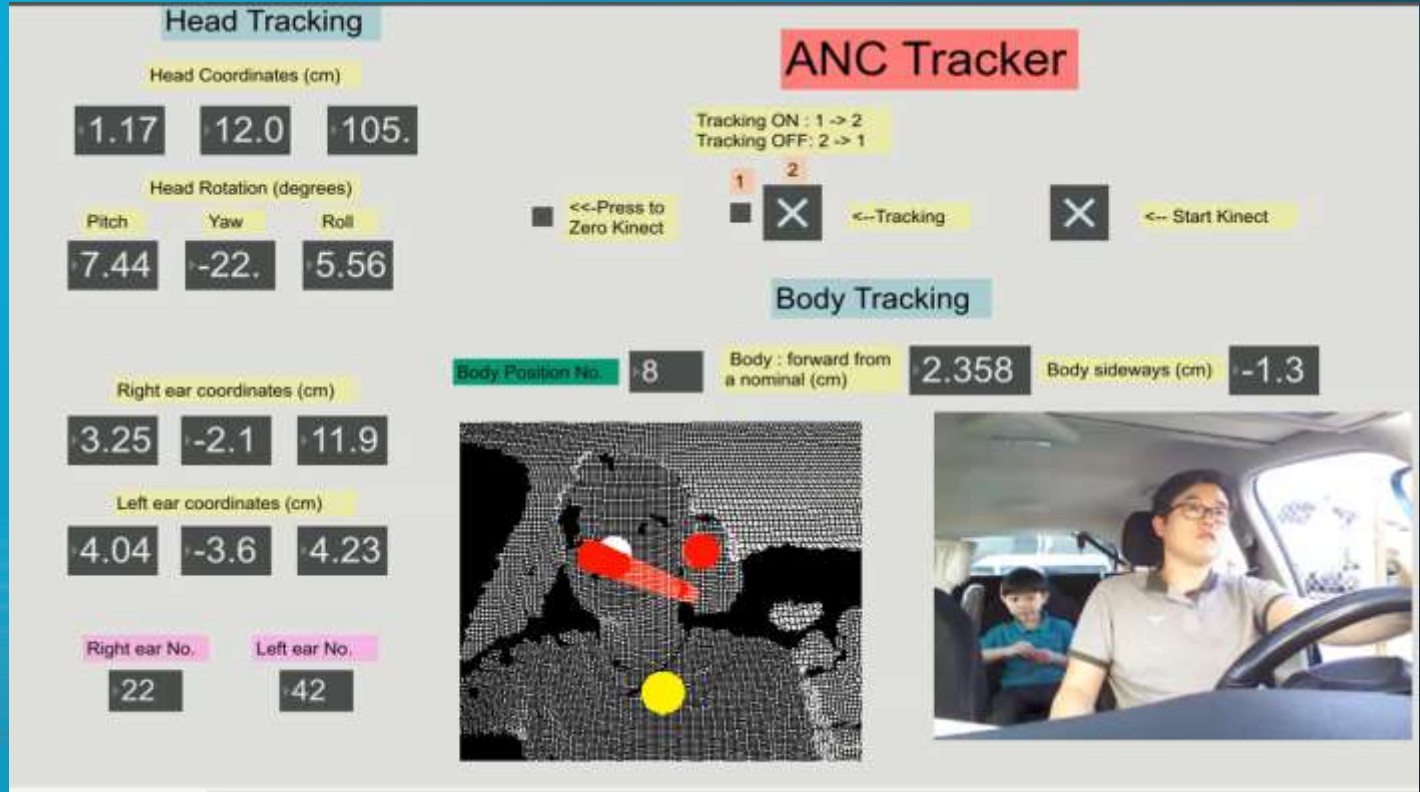 Head Tracking
Head Coordinates (cm)
1.17 12.0 105.
Head Rotation (degrees)
Pitch Yaw Roll
7.44 -22. 5.56
Right ear coordinates (cm)
3.25 -2.1 11.9
Left ear coordinates (cm)
4.04 -3.6 4.23
Right ear No. Left ear No.
22 42
ANC Tracker
Tracking ON : 1 -> 2
Tracking OFF: 2 -> 1
1 2
<<-Press to
Zero Kinect
<--Tracking
<-- Start Kinect
Body Tracking
Body Position No. 8
Body : forward from
a nominal (cm)
2.358
Body sideways (cm) -1.3